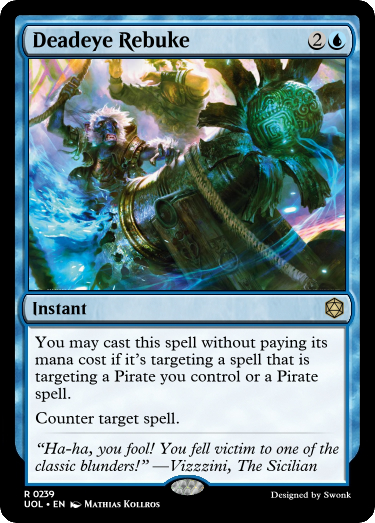 Deadeye Rebuke 2
Instant
You may cast this spell without paying its
mana cost if it's targeting a spell that is
targeting a Pirate you control or a Pirate
spell.
Counter target spell.
“Ha-ha, you fool! You fell victim to one of the
classic blunders!” —Vizzzini, The Sicilian
R 0239
UOL • EN Mathias Kollros
Designed by Swonk